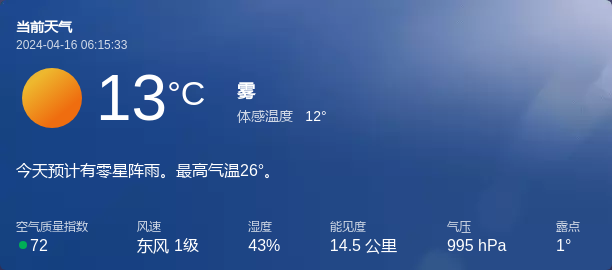 当前天气
2024-04-16 06:15:33
13°C
雾
体感温度 12°
今天预计有零星阵雨。最高气温26°。
空气质量指数 风速 湿度 能见度 气压 露点
72 东风 1级 43% 14.5 公里 995 hPa 1°